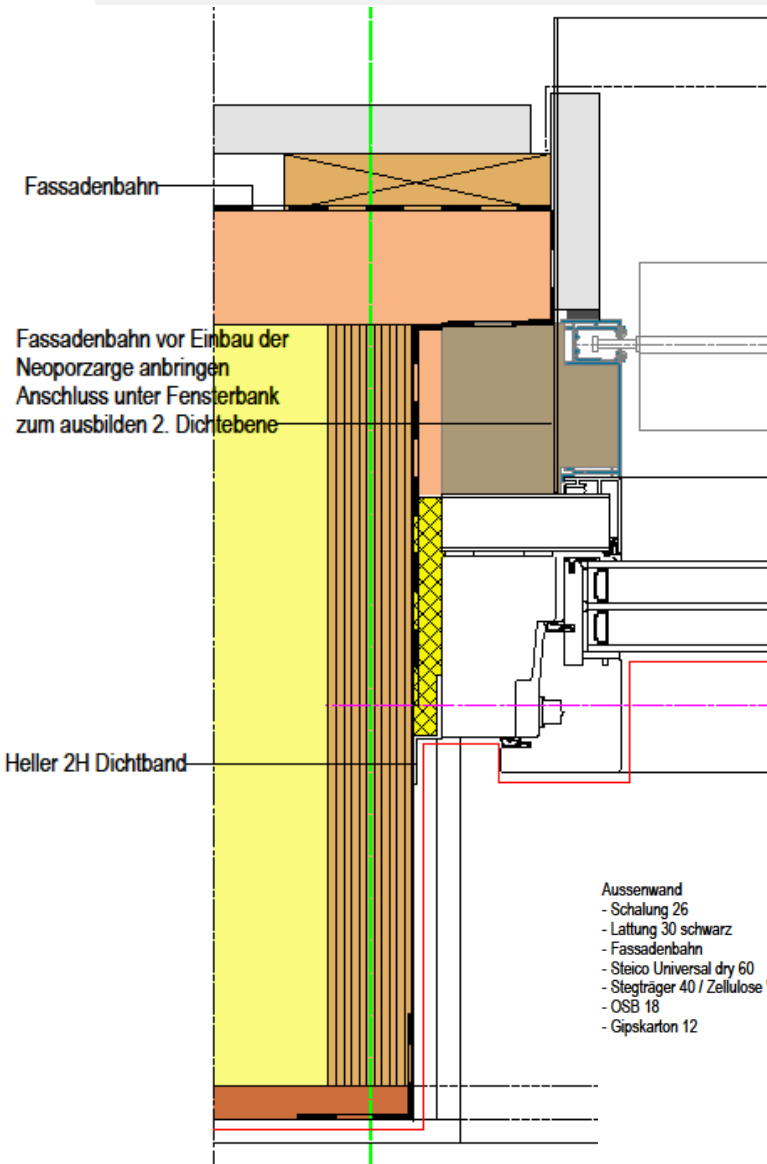 Fassadenbahn
Fassadenbahn vor Einbau der
Neoporzarge anbringen
Anschluss unter Fensterbank
zum ausbilden 2. Dichtebene
Heller 2H Dichtband
Aussenwand
- Schalung 26
- Lattung 30 schwarz
- Fassadenbahn
- Steico Universal dry 60
- Stegträger 40 / Zellulose
- OSB 18
- Gipskarton 12